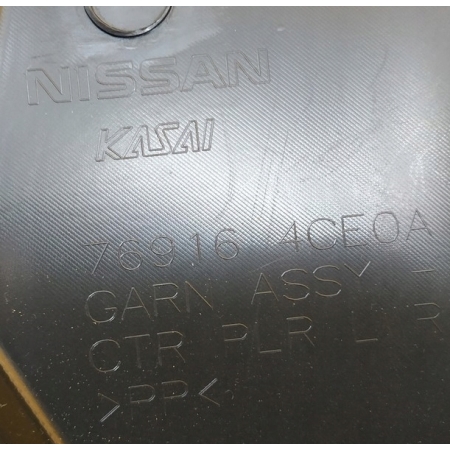 NISSAN
KASAI
76916 4CE0A
GARN ASSY -
CTR PLR L R
>PP<